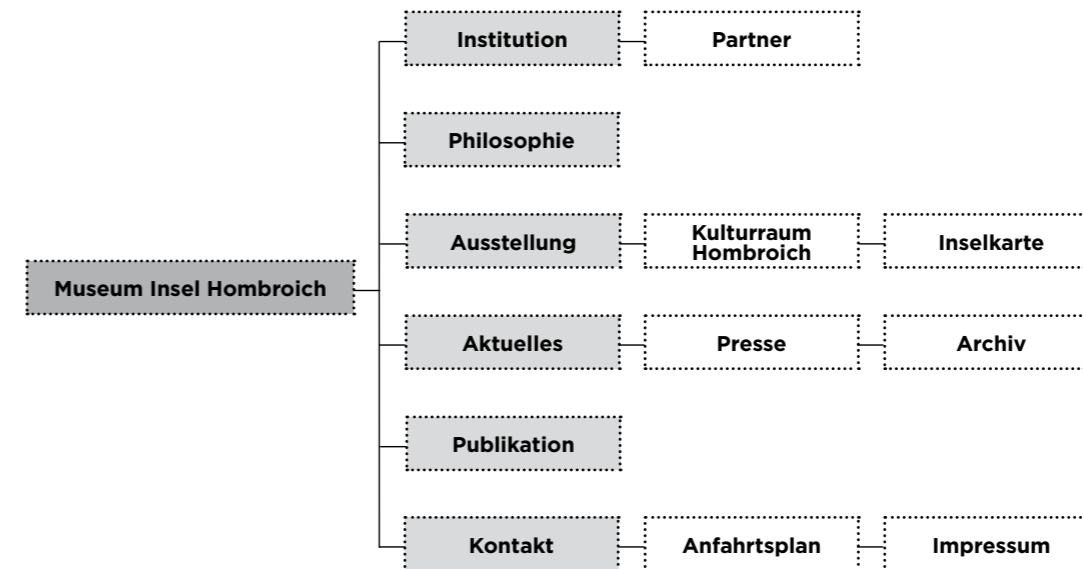 Institution
Partner
Philosophie
Ausstellung
Kulturraum
Hombroich
Inselkarte
Museum Insel Hombroich
Aktuelles
Presse
Archiv
Publikation
Kontakt
Anfahrtsplan
Impressum